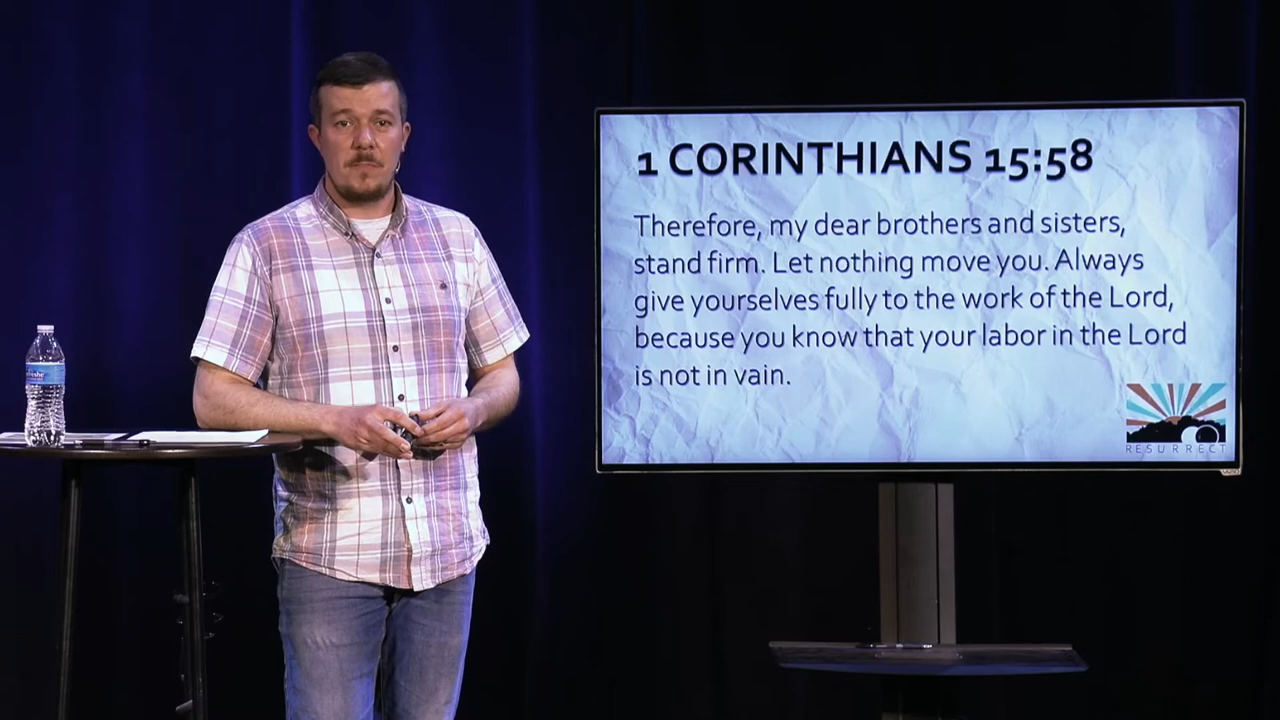 1 CORINTHIANS 15:58
Therefore, my dear brothers and sisters,
stand firm. Let nothing move you. Always
give yourselves fully to the work of the Lord,
because you know that your labor in the Lord
is not in vain.
RESURRECT